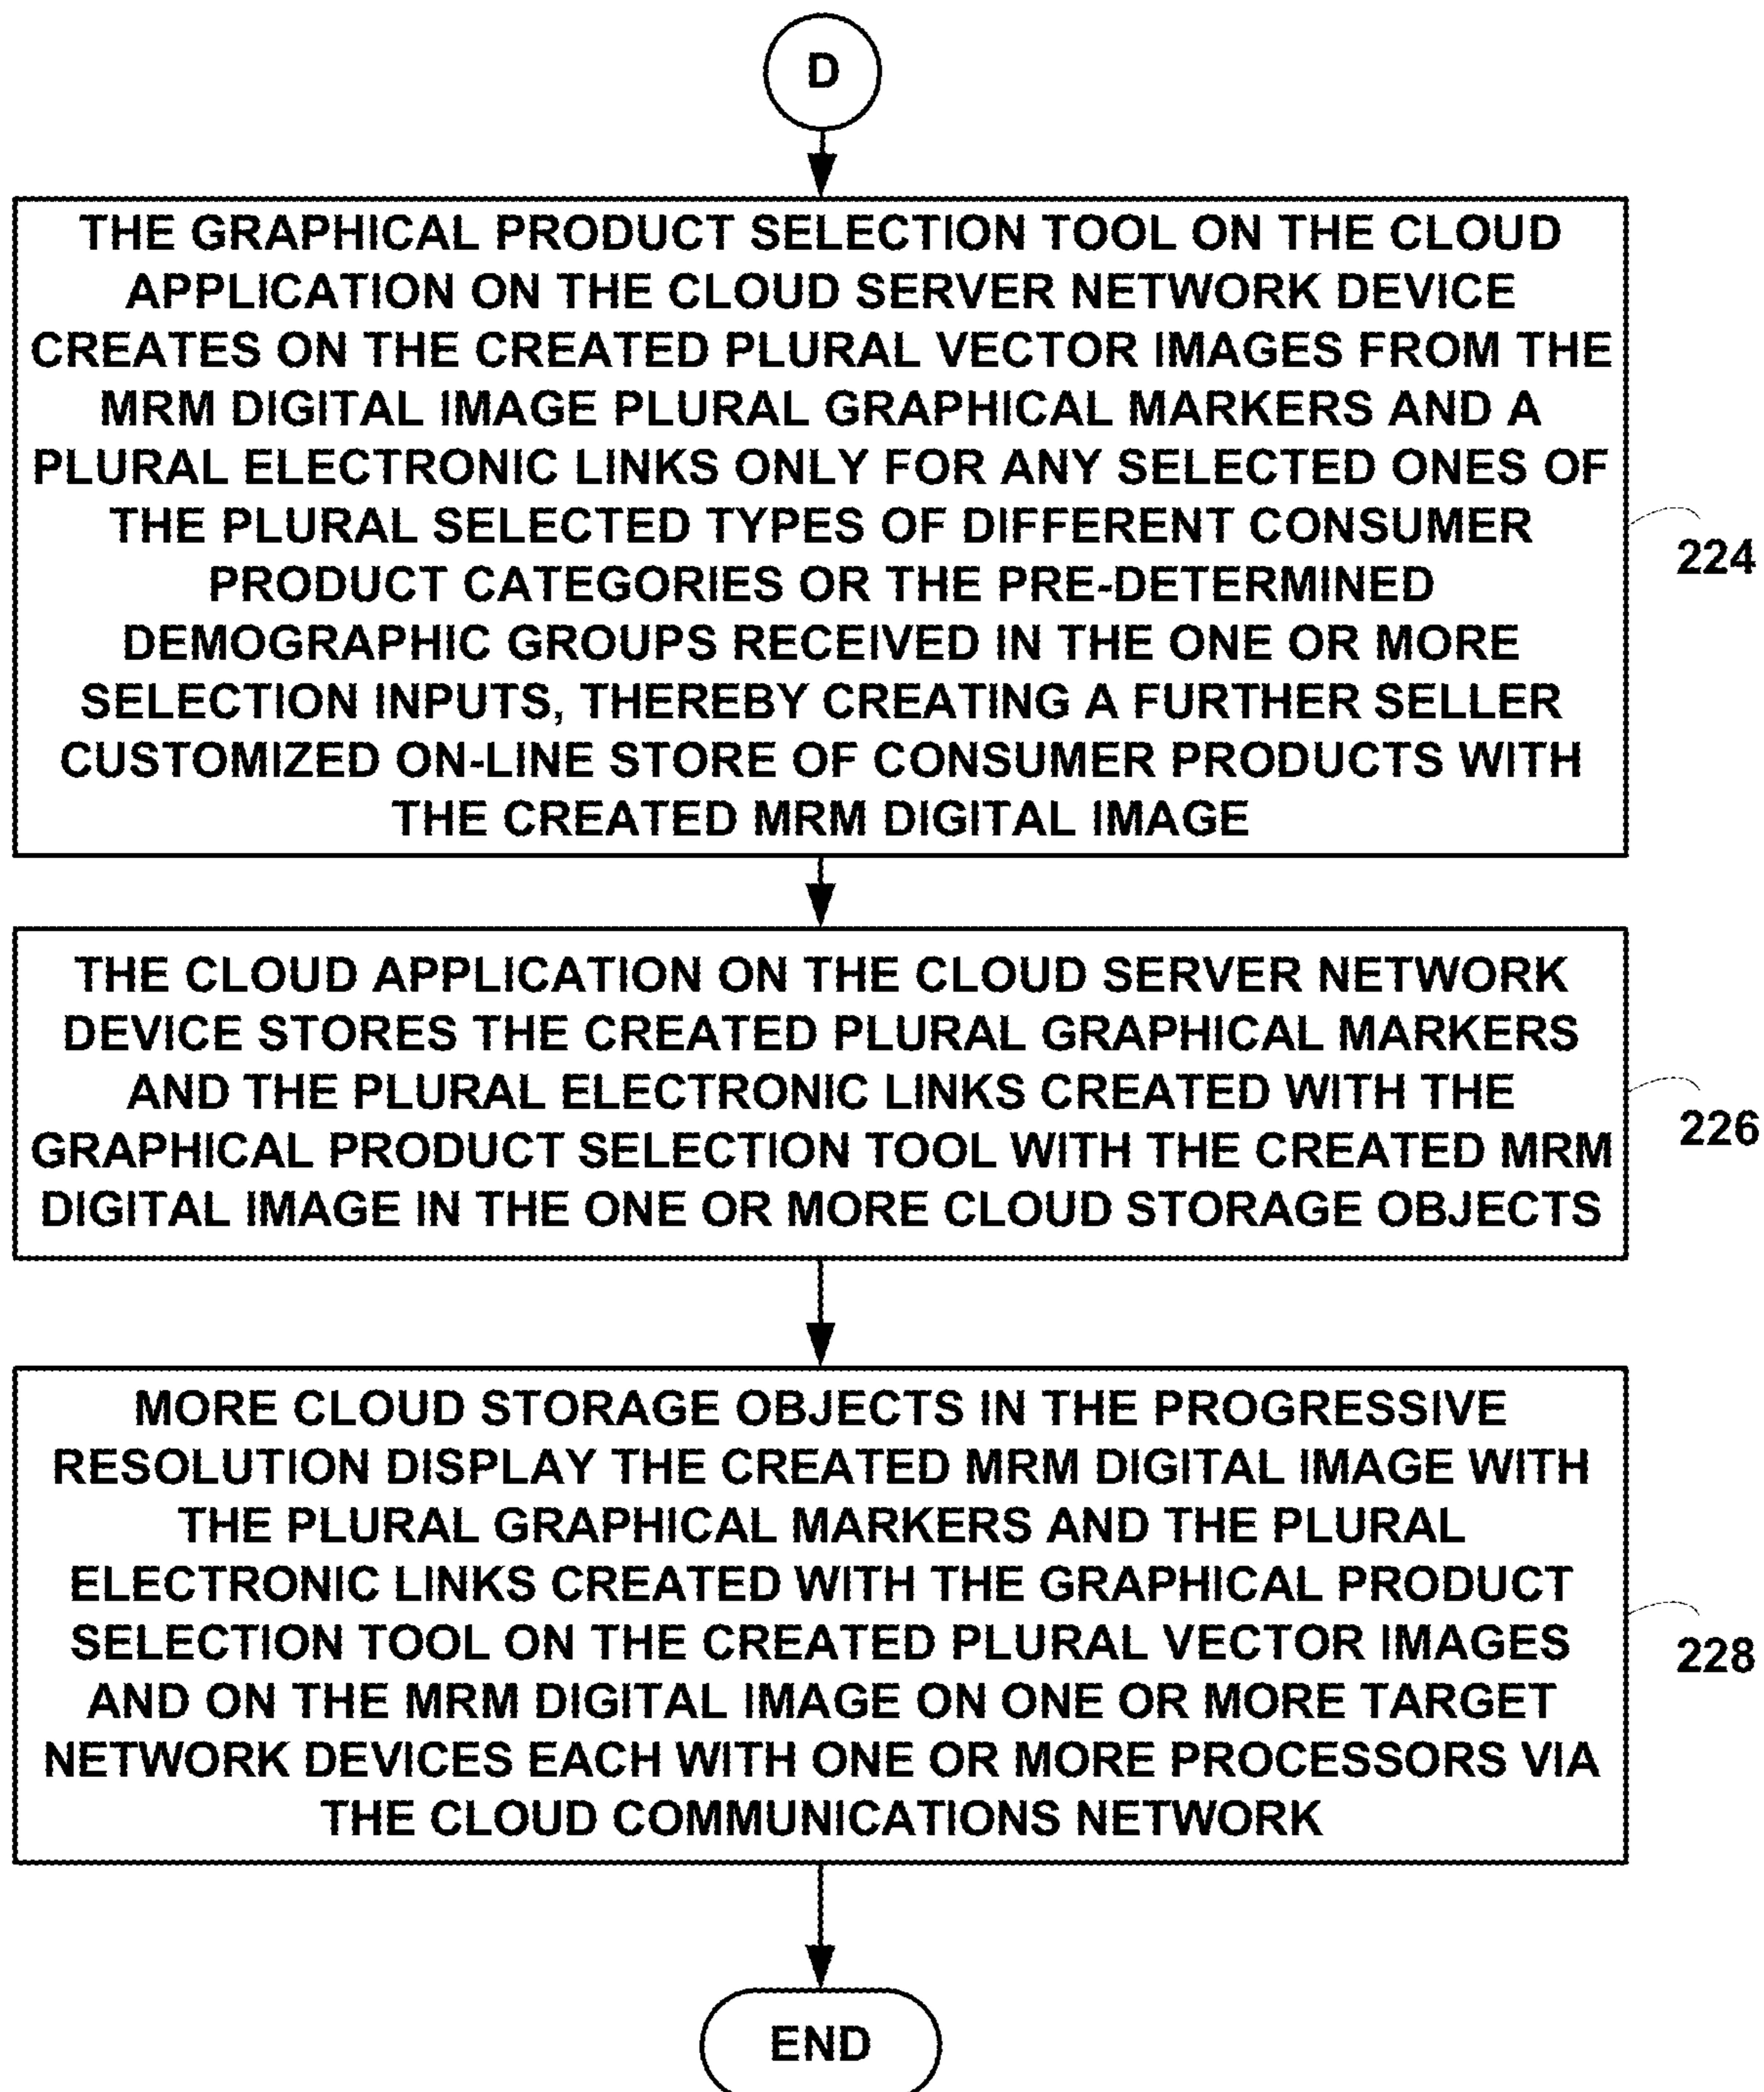 D
THE GRAPHICAL PRODUCT SELECTION TOOL ON THE CLOUD
APPLICATION ON THE CLOUD SERVER NETWORK DEVICE
CREATES ON THE CREATED PLURAL VECTOR IMAGES FROM THE
MRM DIGITAL IMAGE PLURAL GRAPHICAL MARKERS AND A
PLURAL ELECTRONIC LINKS ONLY FOR ANY SELECTED ONES OF
THE PLURAL SELECTED TYPES OF DIFFERENT CONSUMER
PRODUCT CATEGORIES OR THE PRE-DETERMINED
DEMOGRAPHIC GROUPS RECEIVED IN THE ONE OR MORE
SELECTION INPUTS, THEREBY CREATING A FURTHER SELLER
CUSTOMIZED ON-LINE STORE OF CONSUMER PRODUCTS WITH
THE CREATED MRM DIGITAL IMAGE
224
THE CLOUD APPLICATION ON THE CLOUD SERVER NETWORK
DEVICE STORES THE CREATED PLURAL GRAPHICAL MARKERS
AND THE PLURAL ELECTRONIC LINKS CREATED WITH THE
GRAPHICAL PRODUCT SELECTION TOOL WITH THE CREATED MRM
DIGITAL IMAGE IN THE ONE OR MORE CLOUD STORAGE OBJECTS
226
MORE CLOUD STORAGE OBJECTS IN THE PROGRESSIVE
RESOLUTION DISPLAY THE CREATED MRM DIGITAL IMAGE WITH
THE PLURAL GRAPHICAL MARKERS AND THE PLURAL
ELECTRONIC LINKS CREATED WITH THE GRAPHICAL PRODUCT
SELECTION TOOL ON THE CREATED PLURAL VECTOR IMAGES
AND ON THE MRM DIGITAL IMAGE ON ONE OR MORE TARGET
NETWORK DEVICES EACH WITH ONE OR MORE PROCESSORS VIA
THE CLOUD COMMUNICATIONS NETWORK
228
END